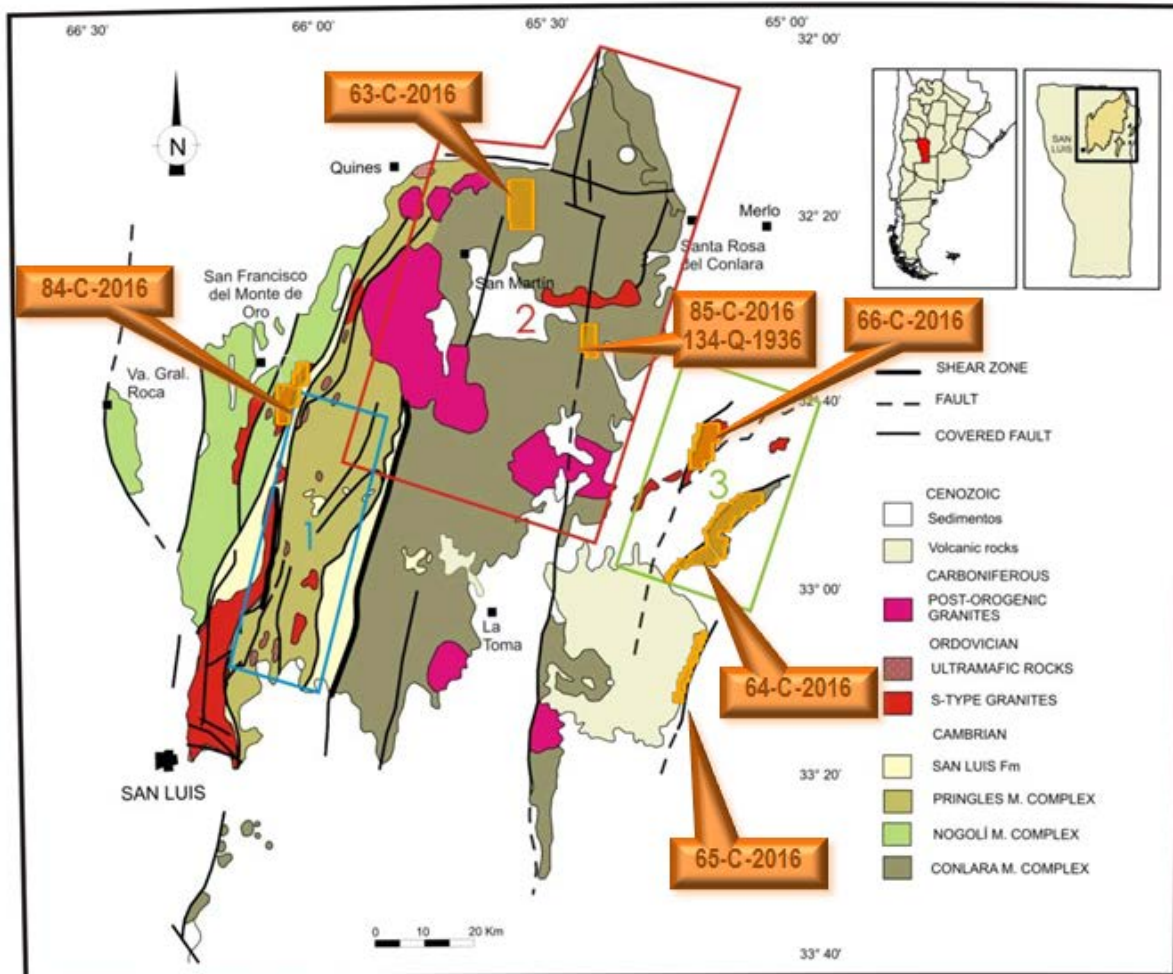 66° 30'
66° 00'
65° 30'
65° 00'
32° 00'
63-C-2016
N
Quines
SAN
LUIS
Merlo
32° 20'
Santa Rosa
del Conlara
San Francisco
del Monte de
Oro
84-C-2016
San Martín
2
85-C-2016
134-Q-1936
66-C-2016
Va. Gral.
Roca
SHEAR ZONE
32° 40'
FAULT
COVERED FAULT
3
1
CENOZOIC
Sedimentos
Volcanic rocks
33° 00'
CARBONIFEROUS
POST-OROGENIC
GRANITES
La
Toma
ORDOVICIAN
ULTRAMAFIC ROCKS
64-C-2016
S-TYPE GRANITES
CAMBRIAN
SAN LUIS Fm
33° 20'
SAN LUIS
PRINGLES M. COMPLEX
NOGOLÍ M. COMPLEX
65-C-2016
CONLARA M. COMPLEX
0 10 20 Km
33° 40'